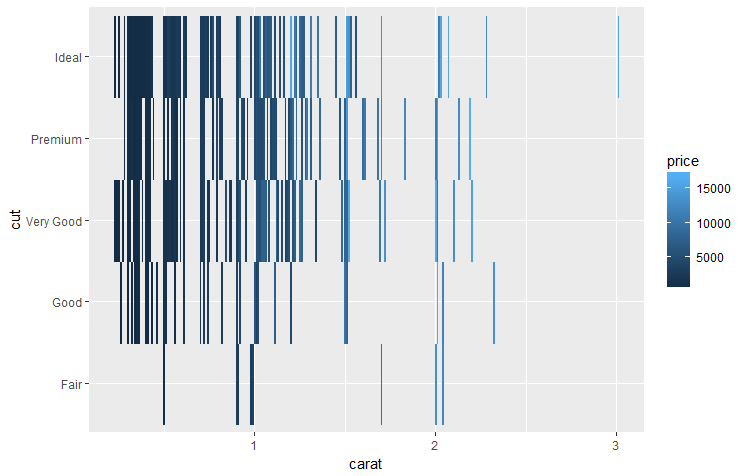 Ideal
Premium
Very Good
Good
Fair
cut
1
2
3
carat
price
15000
10000
5000